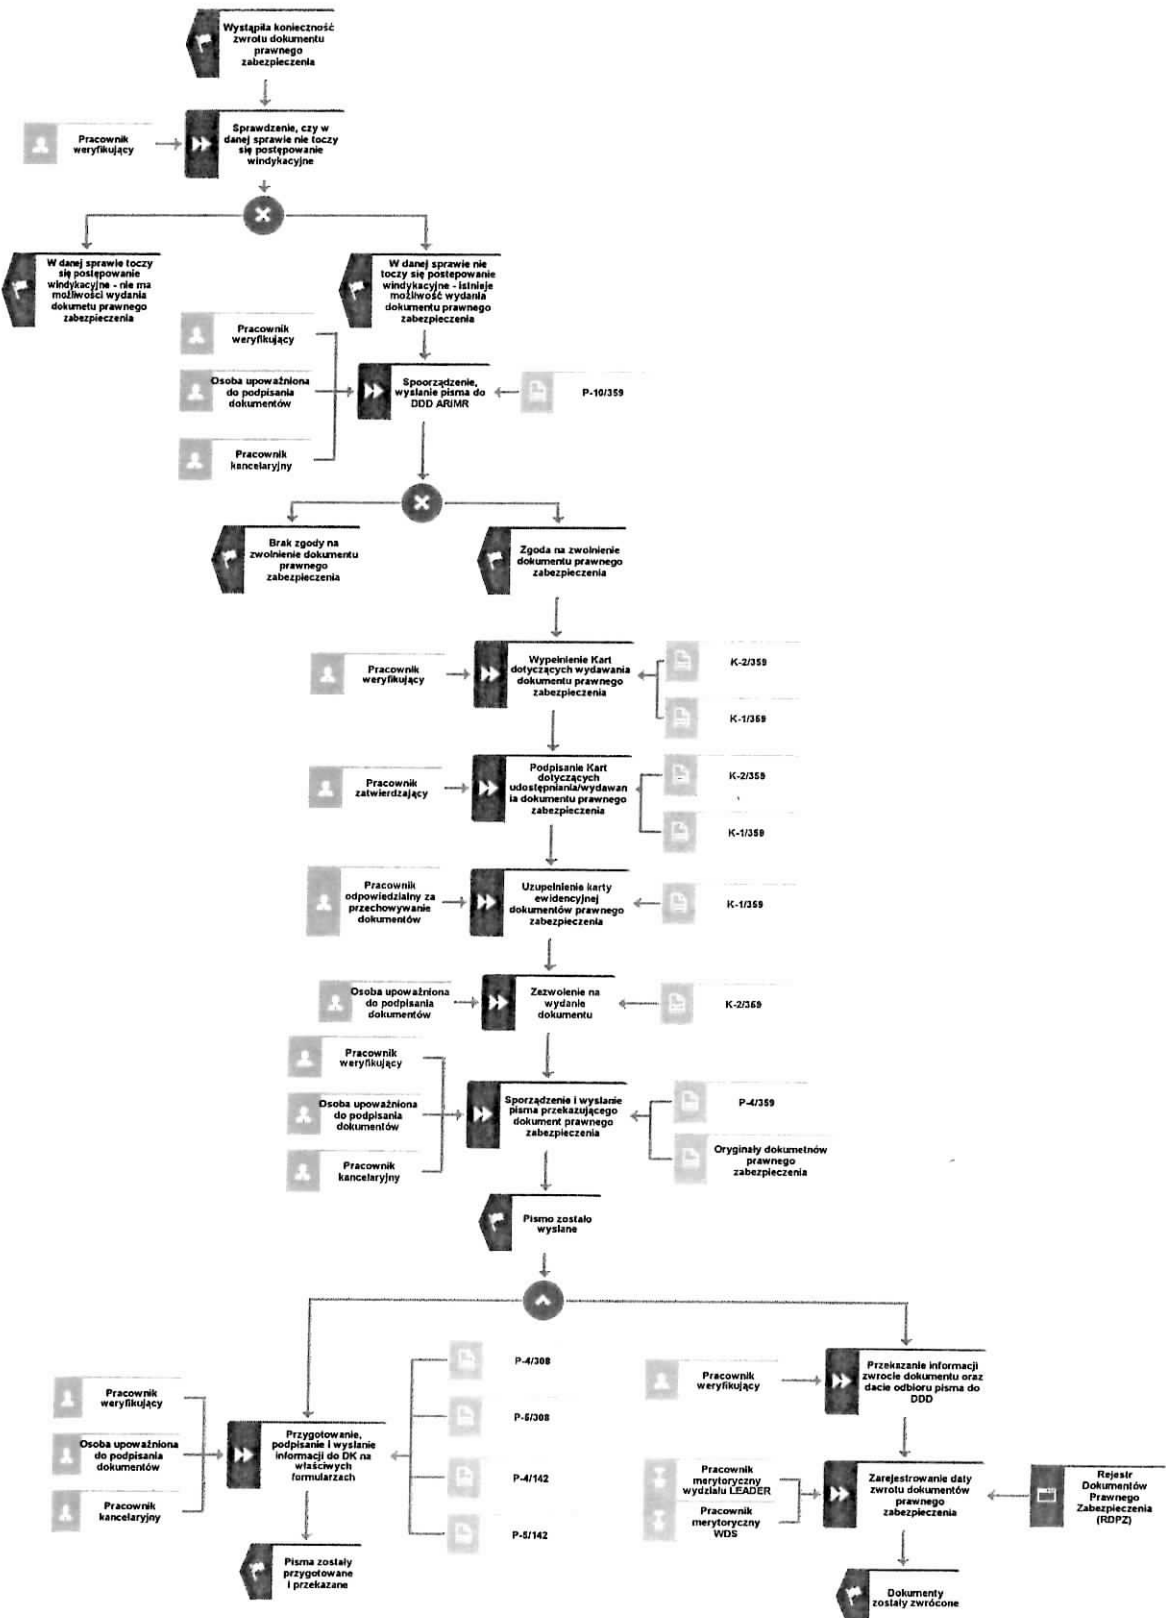 Wystąpiła konieczność
zwrotu dokumentu
prawnego
zabezpieczenia
Pracownik
weryfikujący
Sprawdzenie, czy w
danej sprawie nie toczy
się postępowanie
windykacyjne
W danej sprawie toczy
się postępowanie
windykacyjne - nie ma
możliwości wydania
dokumetu prawnego
zabezpieczenia
W danej sprawie nie
toczy się postepowanie
windykacyjne - istnieje
możliwość wydania
dokumentu prawnego
zabezpieczenia
Pracownik
weryfikujący
Osoba upoważniona
do podpisania
dokumentów
Pracownik
kancelaryjny
Spoorządzenie,
wysłanie pisma do
DDD ARiMR
P-10/359
Brak zgody na
zwolnienie dokumentu
prawnego
zabezpieczenia
Zgoda na zwolnienie
dokumentu prawnego
zabezpieczenia
Pracownik
weryfikujący
Wypełnienie Kart
dotyczących wydawania
dokumentu prawnego
zabezpieczenia
K-2/359
K-1/359
Pracownik
zatwierdzający
Podpisanie Kart
dotyczących
udostępniania/wydawan
ia dokumentu prawnego
zabezpieczenia
K-2/359
K-1/359
Pracownik
odpowiedzialny za
przechowywanie
dokumentów
Uzupełnienie karty
ewidencyjnej
dokumentów prawnego
zabezpieczenia
K-1/359
Osoba upoważniona
do podpisania
dokumentów
Zezwolenie na
wydanie
dokumentu
K-2/359
Pracownik
weryfikujący
Osoba upoważniona
do podpisania
dokumentów
Pracownik
kancelaryjny
Sporządzenie i wysłanie
pisma przekazującego
dokument prawnego
zabezpieczenia
P-4/359
Oryginały dokumetnów
prawnego
zabezpieczenia
Pismo zostało
wysłane
Pracownik
weryfikujący
Osoba upoważniona
do podpisania
dokumentów
Pracownik
kancelaryjny
Przygotowanie,
podpisanie i wysłanie
informacji do DK na
właściwych
formularzach
P-4/308
P-5/308
P-4/142
P-5/142
Pisma zostały
przygotowane
i przekazane
Pracownik
weryfikujący
Przekazanie informacji
zwrocie dokumentu oraz
dacie odbioru pisma do
DDD
Pracownik
merytoryczny
wydziału LEADER
Pracownik
merytoryczny
WDS
Zarejestrowanie daty
zwrotu dokumentów
prawnego
zabezpieczenia
Rejestr
Dokumentów
Prawnego
Zabezpieczenia
(RDPZ)
Dokumenty
zostały zwrócone